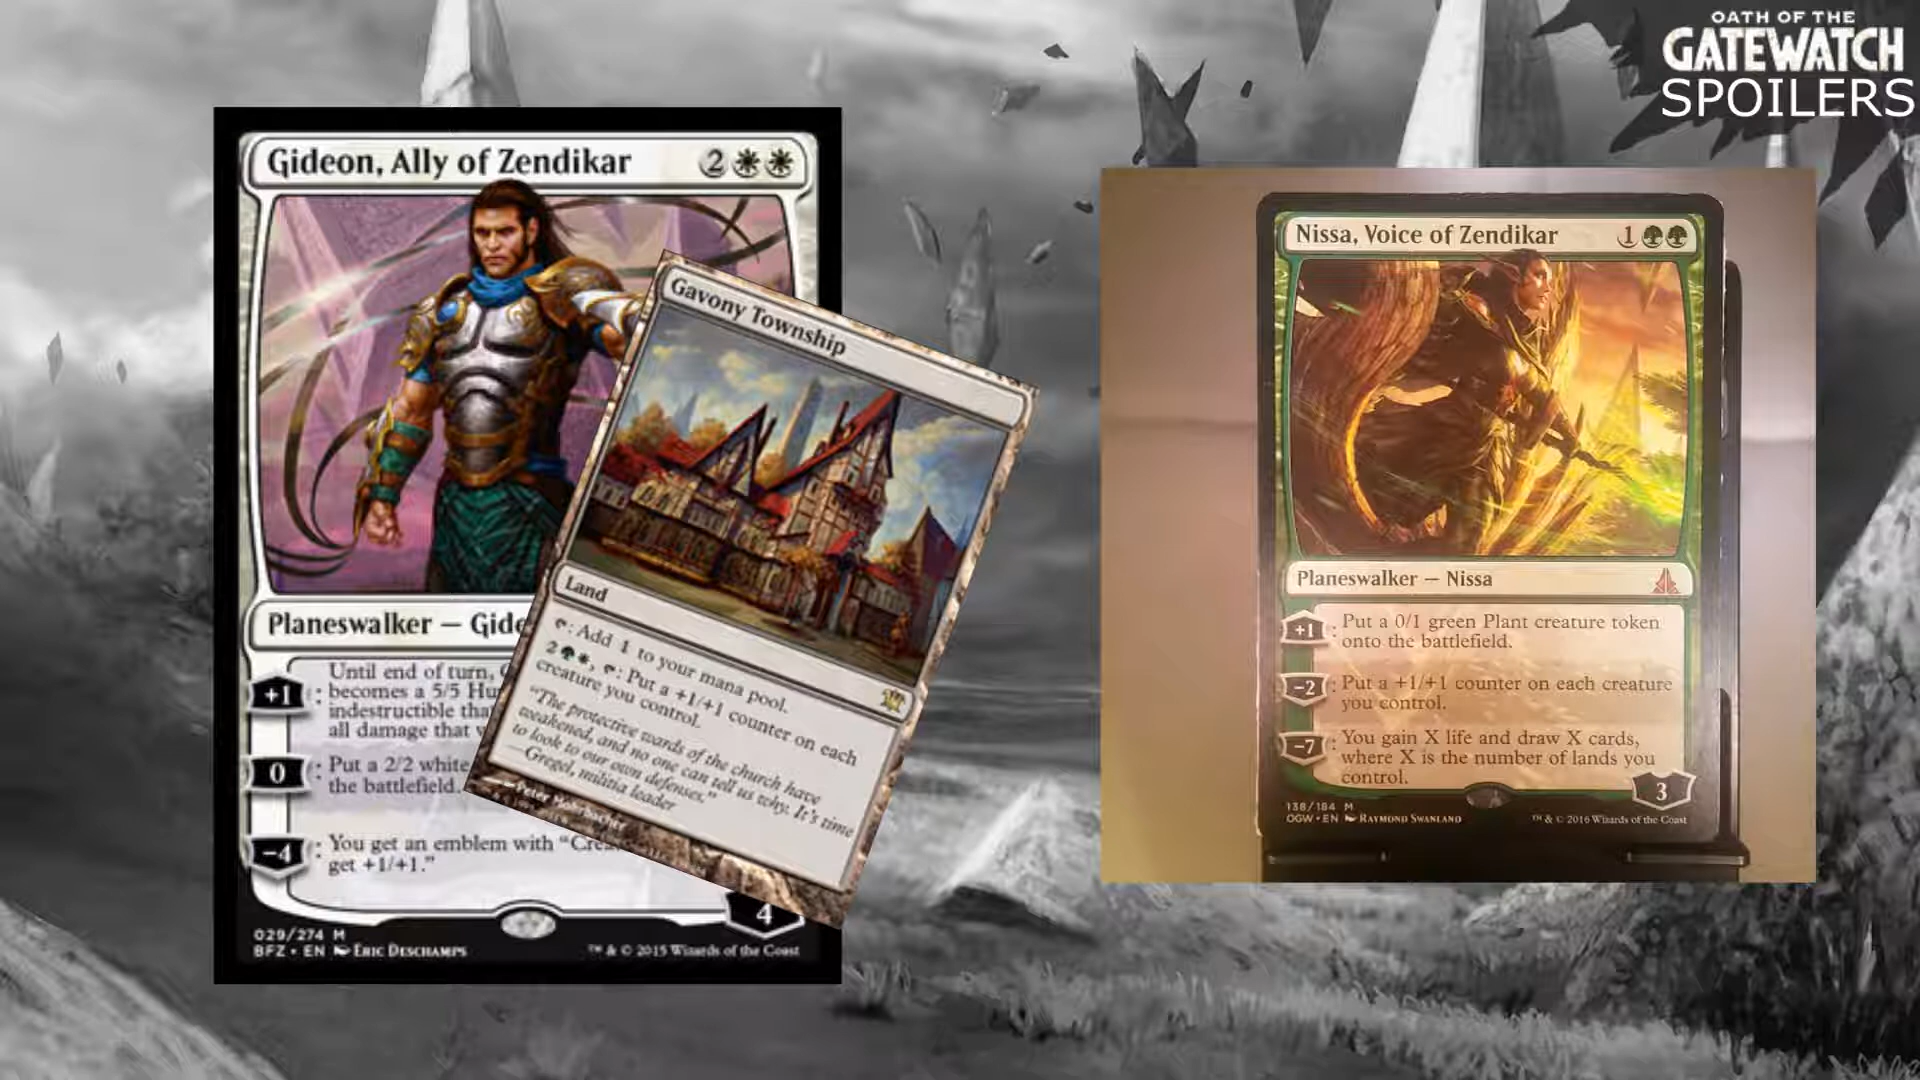 OATH OF THE
GATEWATCH
SPOILERS
Gideon, Ally of Zendikar 2
Planeswalker — Gide
+1 : Until end of turn,
becomes a 5/5 Hu
indestructible tha
all damage that
0 : Put a 2/2 white
the battlefield.
-4 : You get an emblem with "Cre
get +1/+1."
4
029/274 M
BFZ • EN ERIC DESCHAMPS ™ & © 2015 Wizards of the Coast
Gavony Township
Land
: Add 1 to your mana pool.
2 , : Put a +1/+1 counter on each
creature you control.
"The protective wards of the church have
weakened, and no one can tell us why. It's time
to look to our own defenses."
—Gregel, militia leader
Peter Mohrbacher
Nissa, Voice of Zendikar 1
Planeswalker — Nissa
+1 : Put a 0/1 green Plant creature token
onto the battlefield.
-2 : Put a +1/+1 counter on each creature
you control.
-7 : You gain X life and draw X cards,
where X is the number of lands you
control.
3
138/184 M
OGW • EN RAYMOND SWANLAND ™ & © 2016 Wizards of the Coast